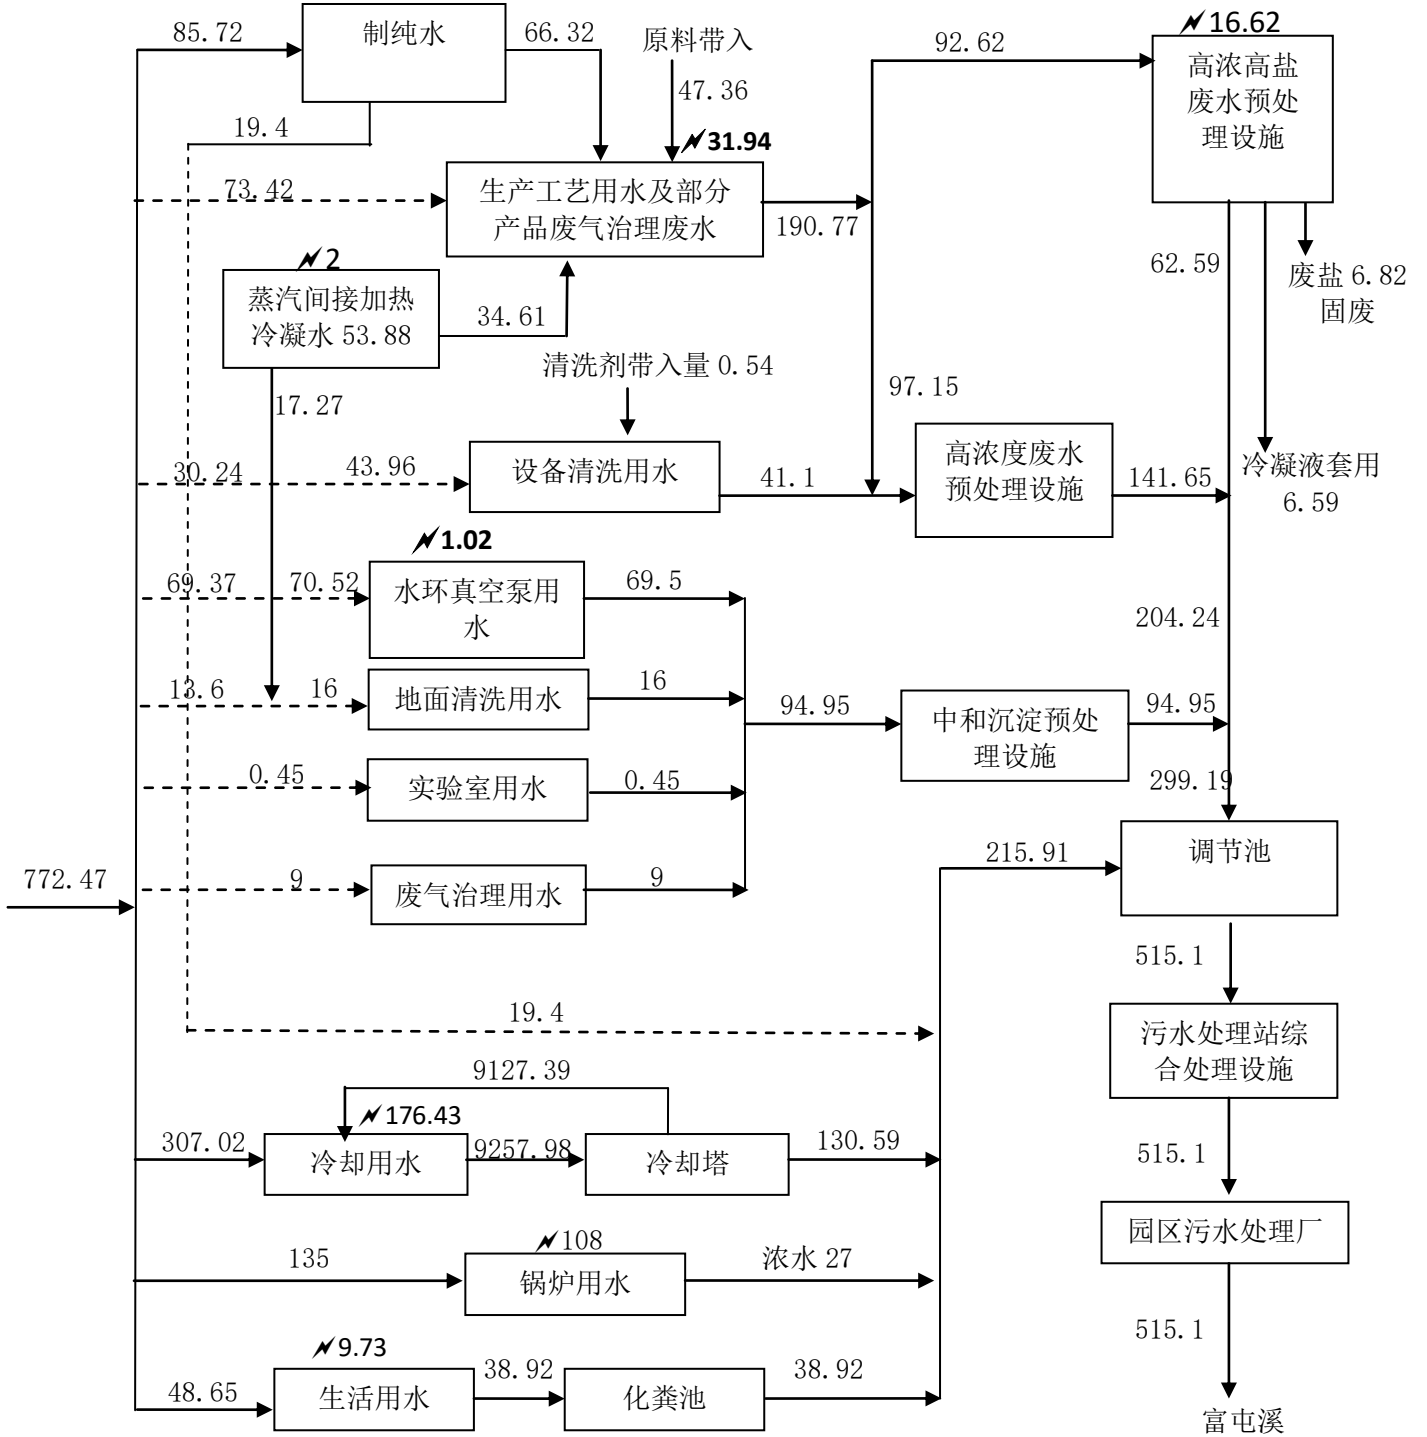 85.72
制纯水
66.32
原料带入
47.36
92.62
16.62
高浓高盐
废水预处
理设施
19.4
31.94
73.42
生产工艺用水及部分
产品废气治理废水
190.77
2
蒸汽间接加热
冷凝水 53.88
34.61
62.59
废盐 6.82
固废
清洗剂带入量 0.54
17.27
97.15
30.24
43.96
设备清洗用水
41.1
高浓度废水
预处理设施
141.65
冷凝液套用
6.59
1.02
69.37
70.52
水环真空泵用
水
69.5
204.24
13.6
16
地面清洗用水
16
94.95
中和沉淀预处
理设施
94.95
0.45
实验室用水
0.45
299.19
772.47
9
废气治理用水
9
215.91
调节池
515.1
19.4
污水处理站综
合处理设施
9127.39
176.43
307.02
冷却用水
9257.98
冷却塔
130.59
515.1
园区污水处理厂
135
108
锅炉用水
浓水 27
515.1
9.73
48.65
生活用水
38.92
化粪池
38.92
富屯溪